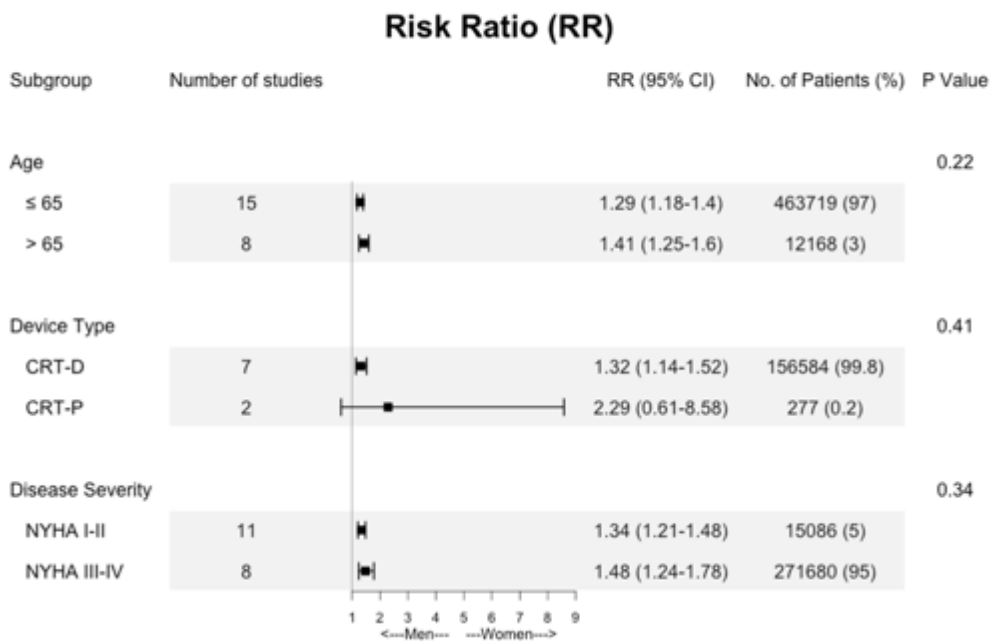 Risk Ratio (RR)
Subgroup Number of studies RR (95% CI) No. of Patients (%) P Value
Age 0.22
≤ 65 15 1.29 (1.18-1.4) 463719 (97)
> 65 8 1.41 (1.25-1.6) 12168 (3)
Device Type 0.41
CRT-D 7 1.32 (1.14-1.52) 156584 (99.8)
CRT-P 2 2.29 (0.61-8.58) 277 (0.2)
Disease Severity 0.34
NYHA I-II 11 1.34 (1.21-1.48) 15086 (5)
NYHA III-IV 8 1.48 (1.24-1.78) 271680 (95)
1 2 3 4 5 6 7 8 9
<---Men--- ---Women--->